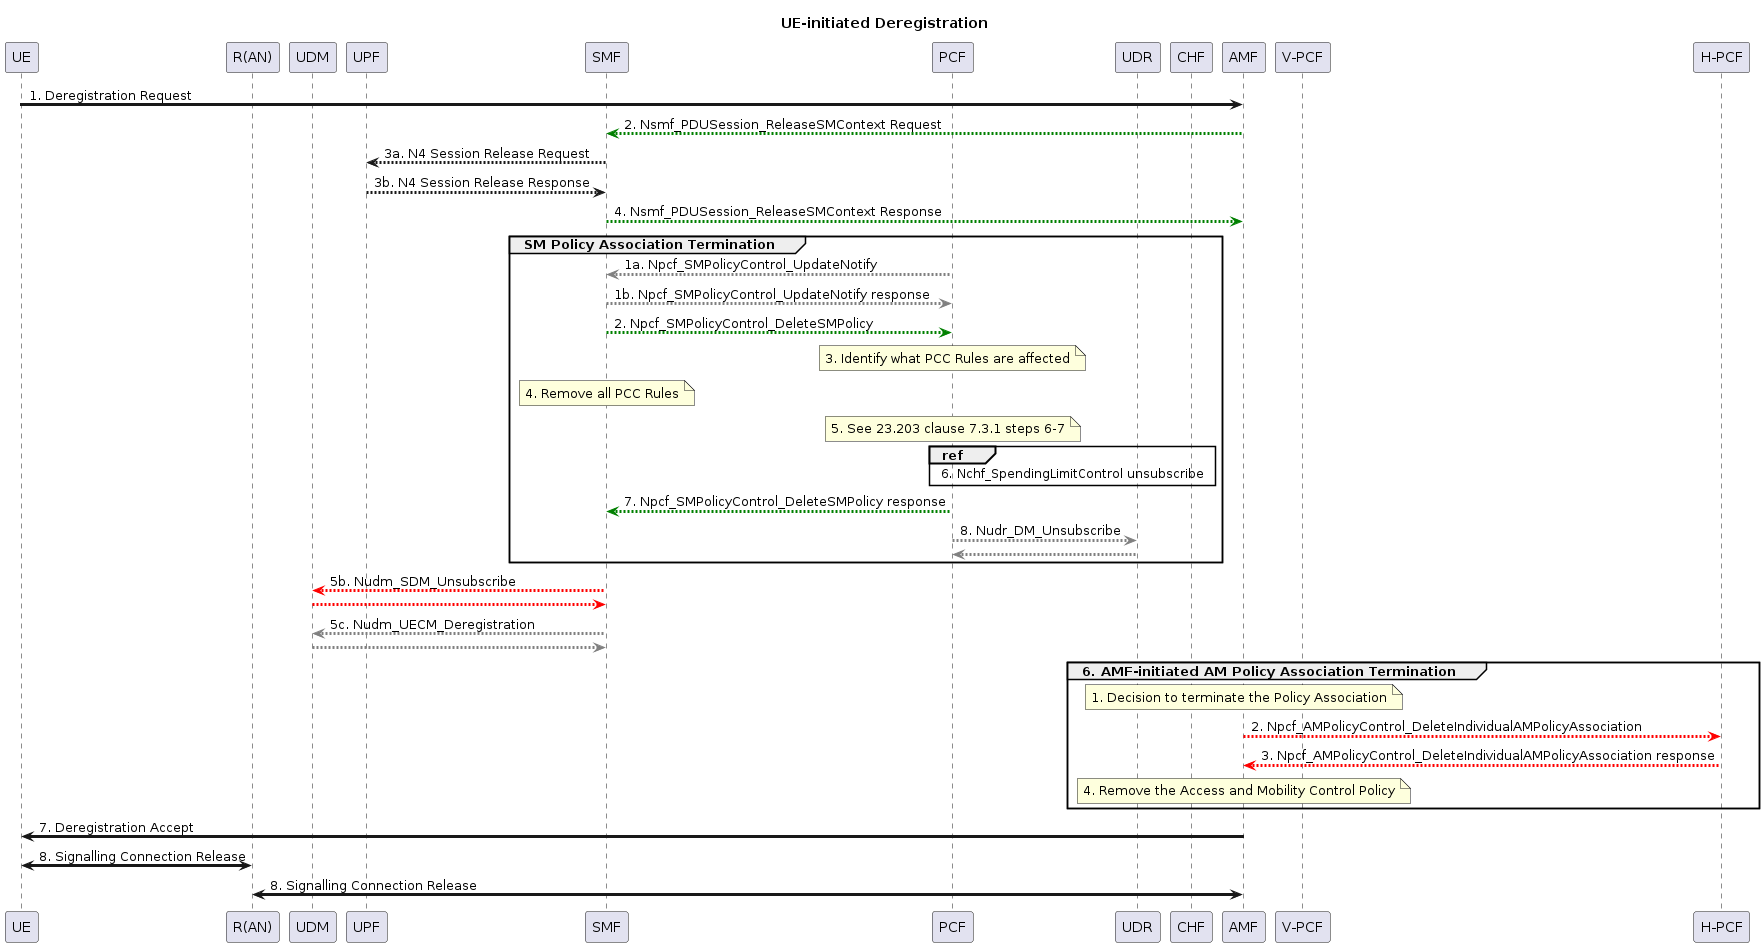 UE-initiated Deregistration
UE R(AN) UDM UPF SMF PCF UDR CHF AMF V-PCF H-PCF
1. Deregistration Request
2. Nsmf_PDUSession_ReleaseSMContext Request
3a. N4 Session Release Request
3b. N4 Session Release Response
4. Nsmf_PDUSession_ReleaseSMContext Response
SM Policy Association Termination
1a. Npcf_SMPolicyControl_UpdateNotify
1b. Npcf_SMPolicyControl_UpdateNotify response
2. Npcf_SMPolicyControl_DeleteSMPolicy
3. Identify what PCC Rules are affected
4. Remove all PCC Rules
5. See 23.203 clause 7.3.1 steps 6-7
ref
6. Nchf_SpendingLimitControl unsubscribe
7. Npcf_SMPolicyControl_DeleteSMPolicy response
8. Nudr_DM_Unsubscribe
5b. Nudm_SDM_Unsubscribe
5c. Nudm_UECM_Deregistration
6. AMF-initiated AM Policy Association Termination
1. Decision to terminate the Policy Association
2. Npcf_AMPolicyControl_DeleteIndividualAMPolicyAssociation
3. Npcf_AMPolicyControl_DeleteIndividualAMPolicyAssociation response
4. Remove the Access and Mobility Control Policy
7. Deregistration Accept
8. Signalling Connection Release
8. Signalling Connection Release
UE R(AN) UDM UPF SMF PCF UDR CHF AMF V-PCF H-PCF